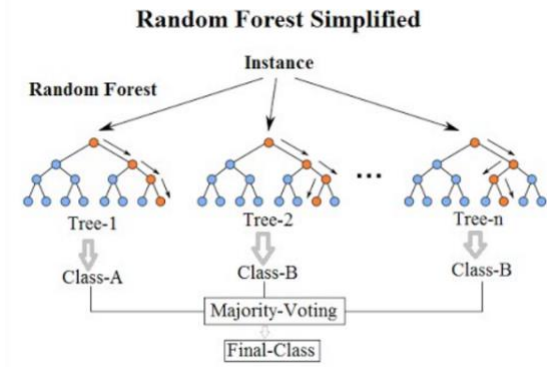 Random Forest Simplified
Instance
Random Forest
...
Tree-1
Tree-2
Tree-n
Class-A
Class-B
Class-B
Majority-Voting
Final-Class